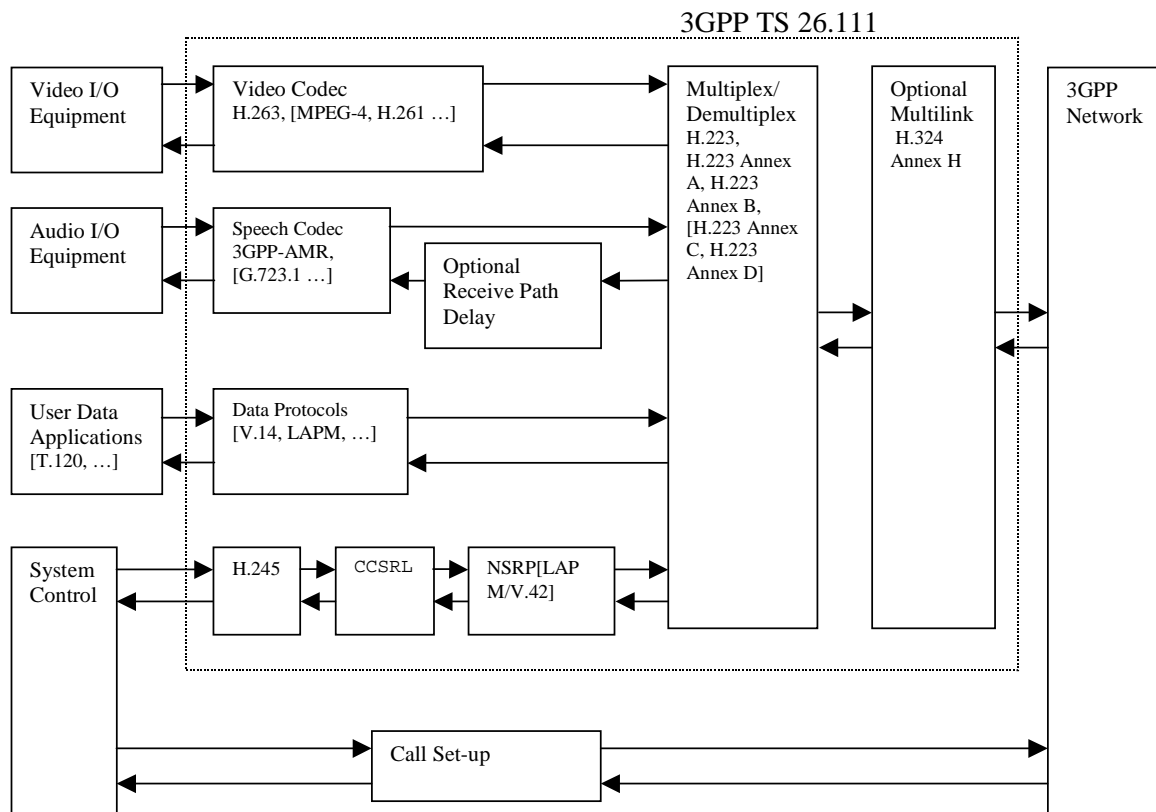 3GPP TS 26.111
Video I/O
Equipment
Video Codec
H.263, [MPEG-4, H.261 …]
Multiplex/
Demultiplex
H.223,
H.223 Annex
A, H.223
Annex B,
[H.223 Annex
C, H.223
Annex D]
Optional
Multilink
H.324
Annex H
3GPP
Network
Audio I/O
Equipment
Speech Codec
3GPP-AMR,
[G.723.1 …]
Optional
Receive Path
Delay
User Data
Applications
[T.120, …]
Data Protocols
[V.14, LAPM, …]
System
Control
H.245
CCSRL
NSRP[LAP
M/V.42]
Call Set-up